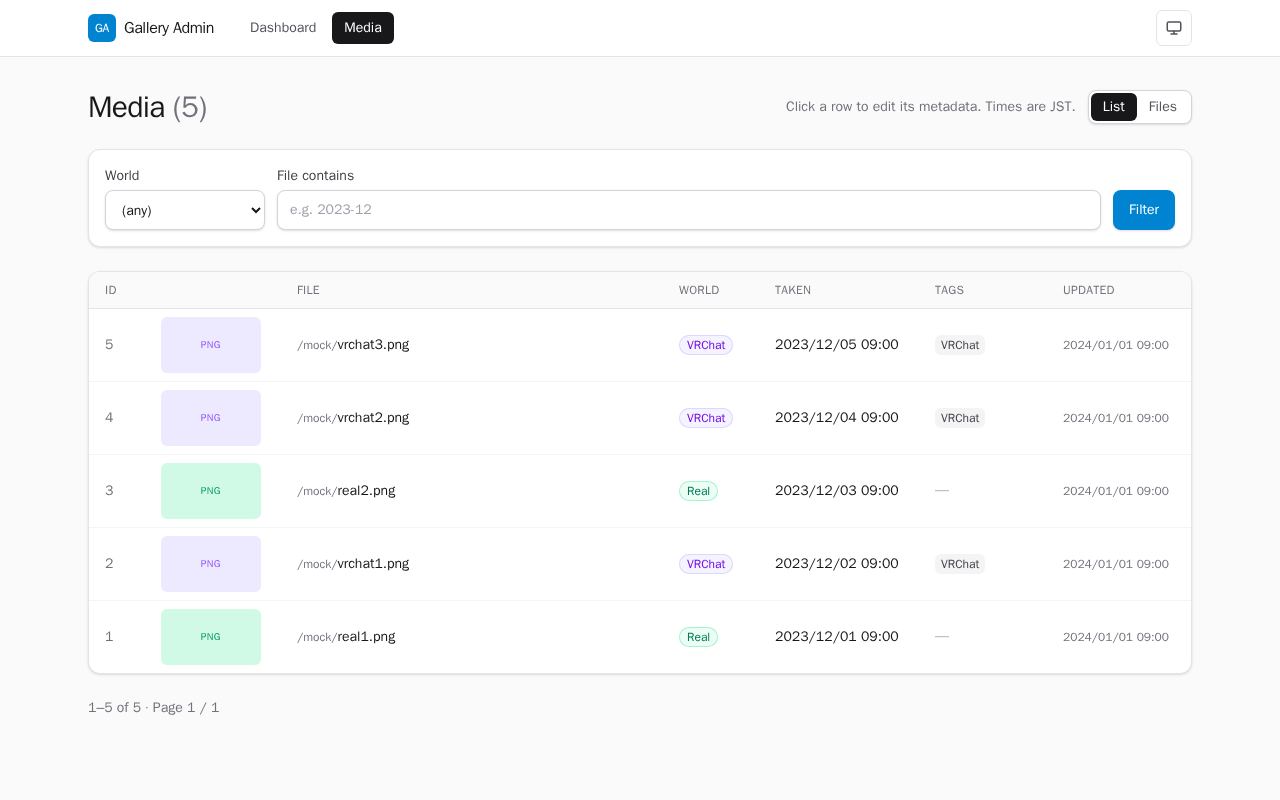 GA Gallery Admin Dashboard Media
Media (5)
Click a row to edit its metadata. Times are JST. List Files
World File contains
(any) e.g. 2023-12 Filter
ID FILE WORLD TAKEN TAGS UPDATED
5 PNG /mock/vrchat3.png VRChat 2023/12/05 09:00 VRChat 2024/01/01 09:00
4 PNG /mock/vrchat2.png VRChat 2023/12/04 09:00 VRChat 2024/01/01 09:00
3 PNG /mock/real2.png Real 2023/12/03 09:00 — 2024/01/01 09:00
2 PNG /mock/vrchat1.png VRChat 2023/12/02 09:00 VRChat 2024/01/01 09:00
1 PNG /mock/real1.png Real 2023/12/01 09:00 — 2024/01/01 09:00
1–5 of 5 · Page 1 / 1